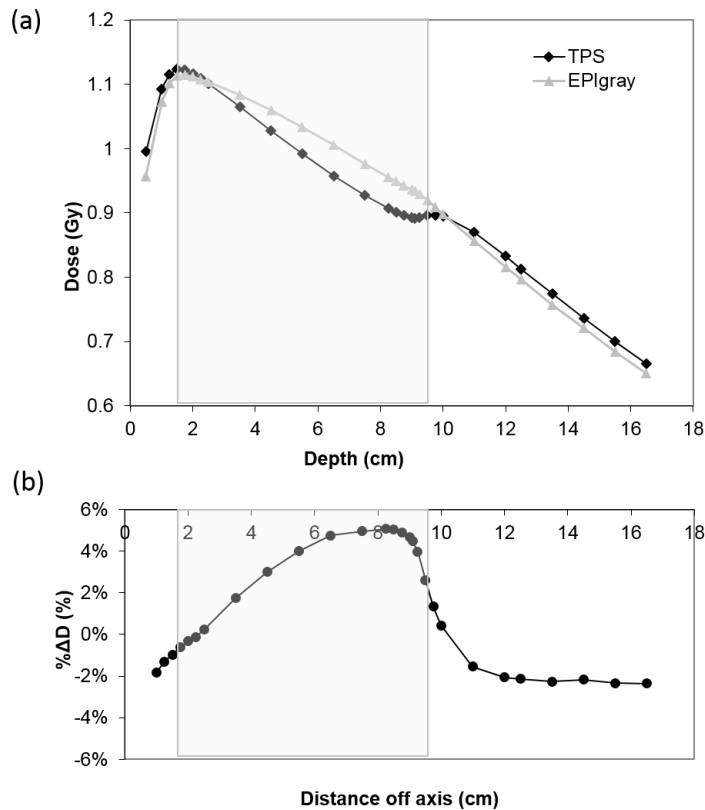 (a)
1.2
1.1
1
0.9
0.8
0.7
0.6
Dose (Gy)
TPS
EPIgray
0 2 4 6 8 10 12 14 16 18
Depth (cm)
(b)
6%
4%
2%
0%
-2%
-4%
-6%
%ΔD (%)
0 2 4 6 8 10 12 14 16 18
Distance off axis (cm)